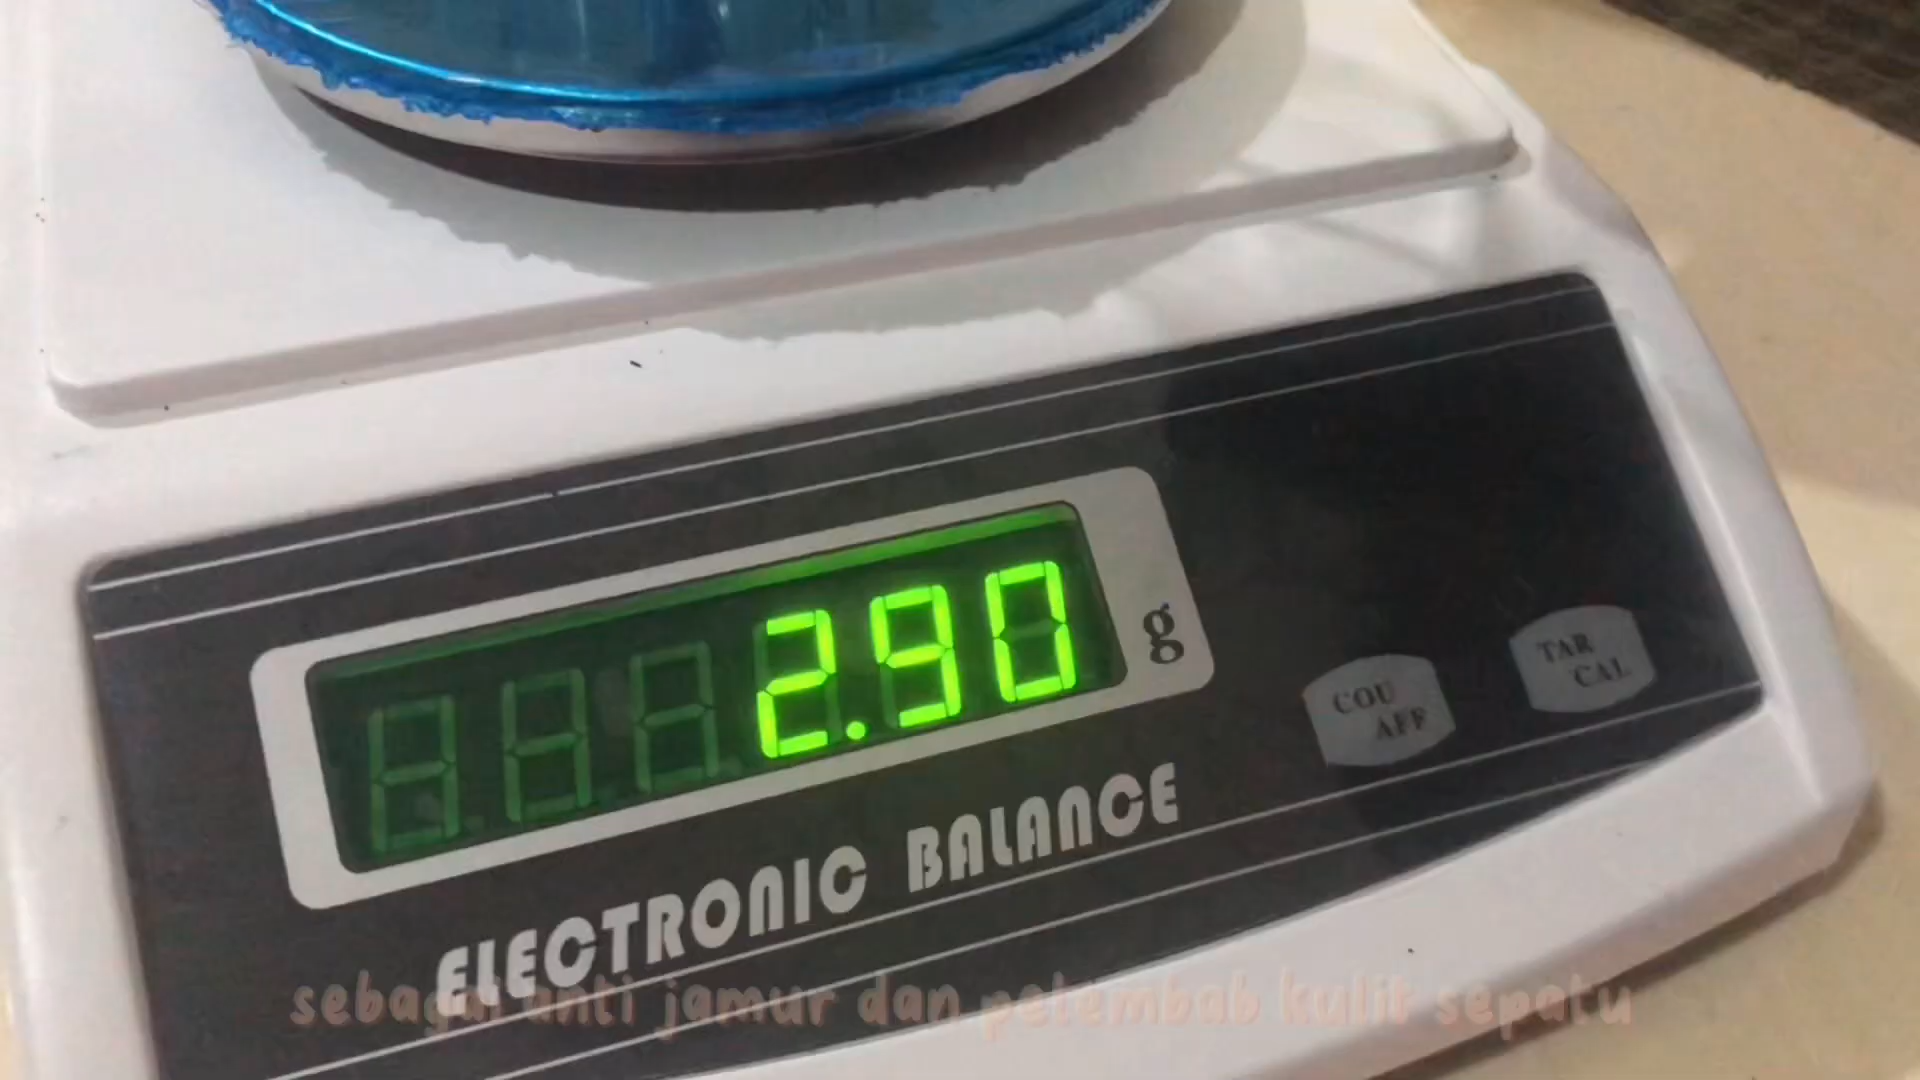 2.90 g
COU
AFF
TAR
CAL
ELECTRONIC BALANCE
sebagai anti jamur dan pelembab kulit sepatu